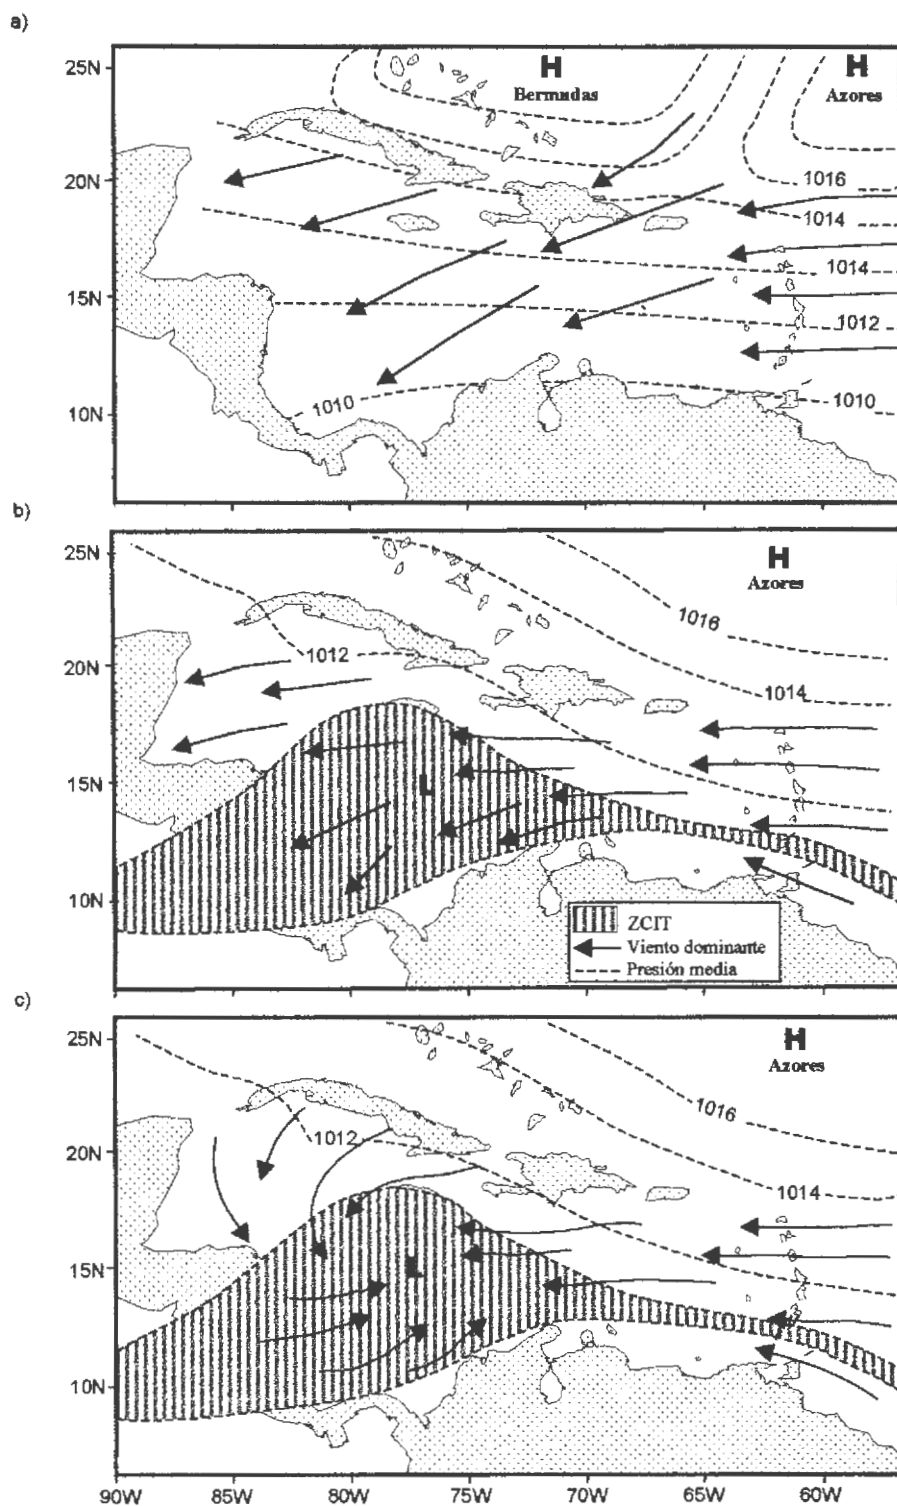 a)
25N
20N
15N
10N
H
Bermudas
H
Azores
1016
1014
1014
1012
1010
1010
b)
25N
20N
15N
10N
H
Azores
1016
1012
1014
L
ZCIT
Viento dominante
Presión media
c)
25N
20N
15N
10N
H
Azores
1016
1012
1014
L
90W 85W 80W 75W 70W 65W 60W